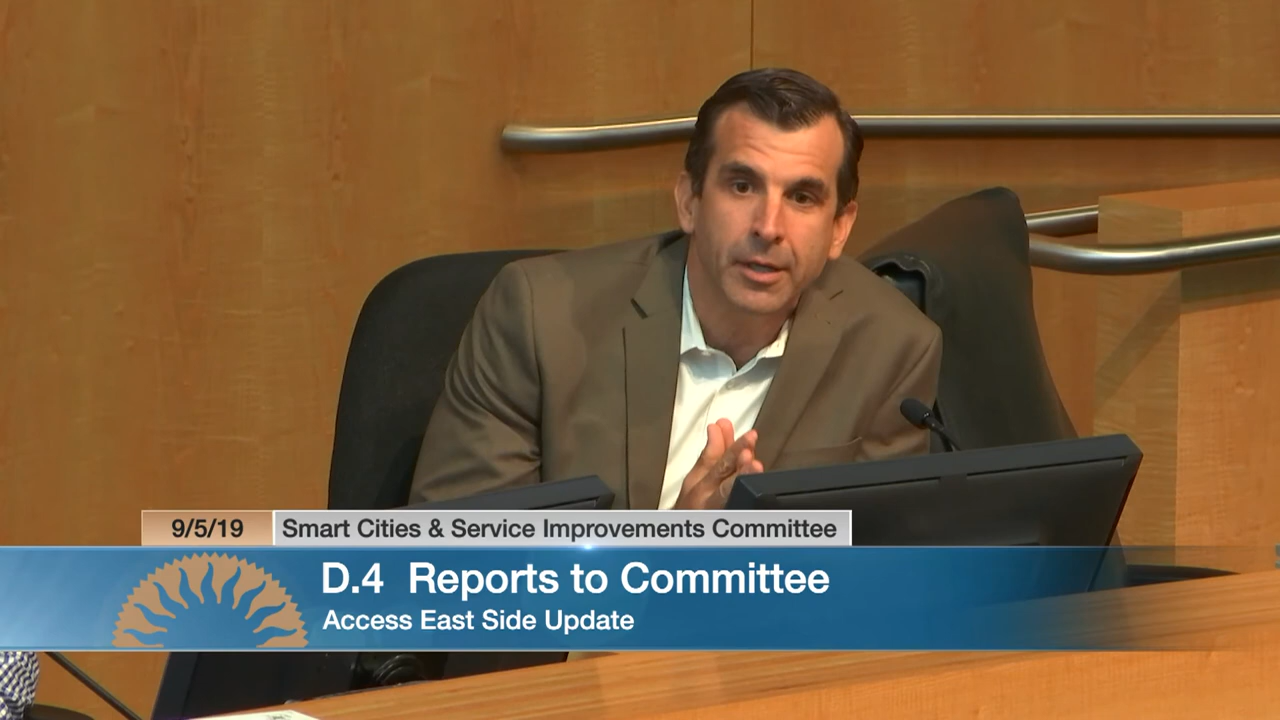 9/5/19 Smart Cities & Service Improvements Committee
D.4 Reports to Committee
Access East Side Update